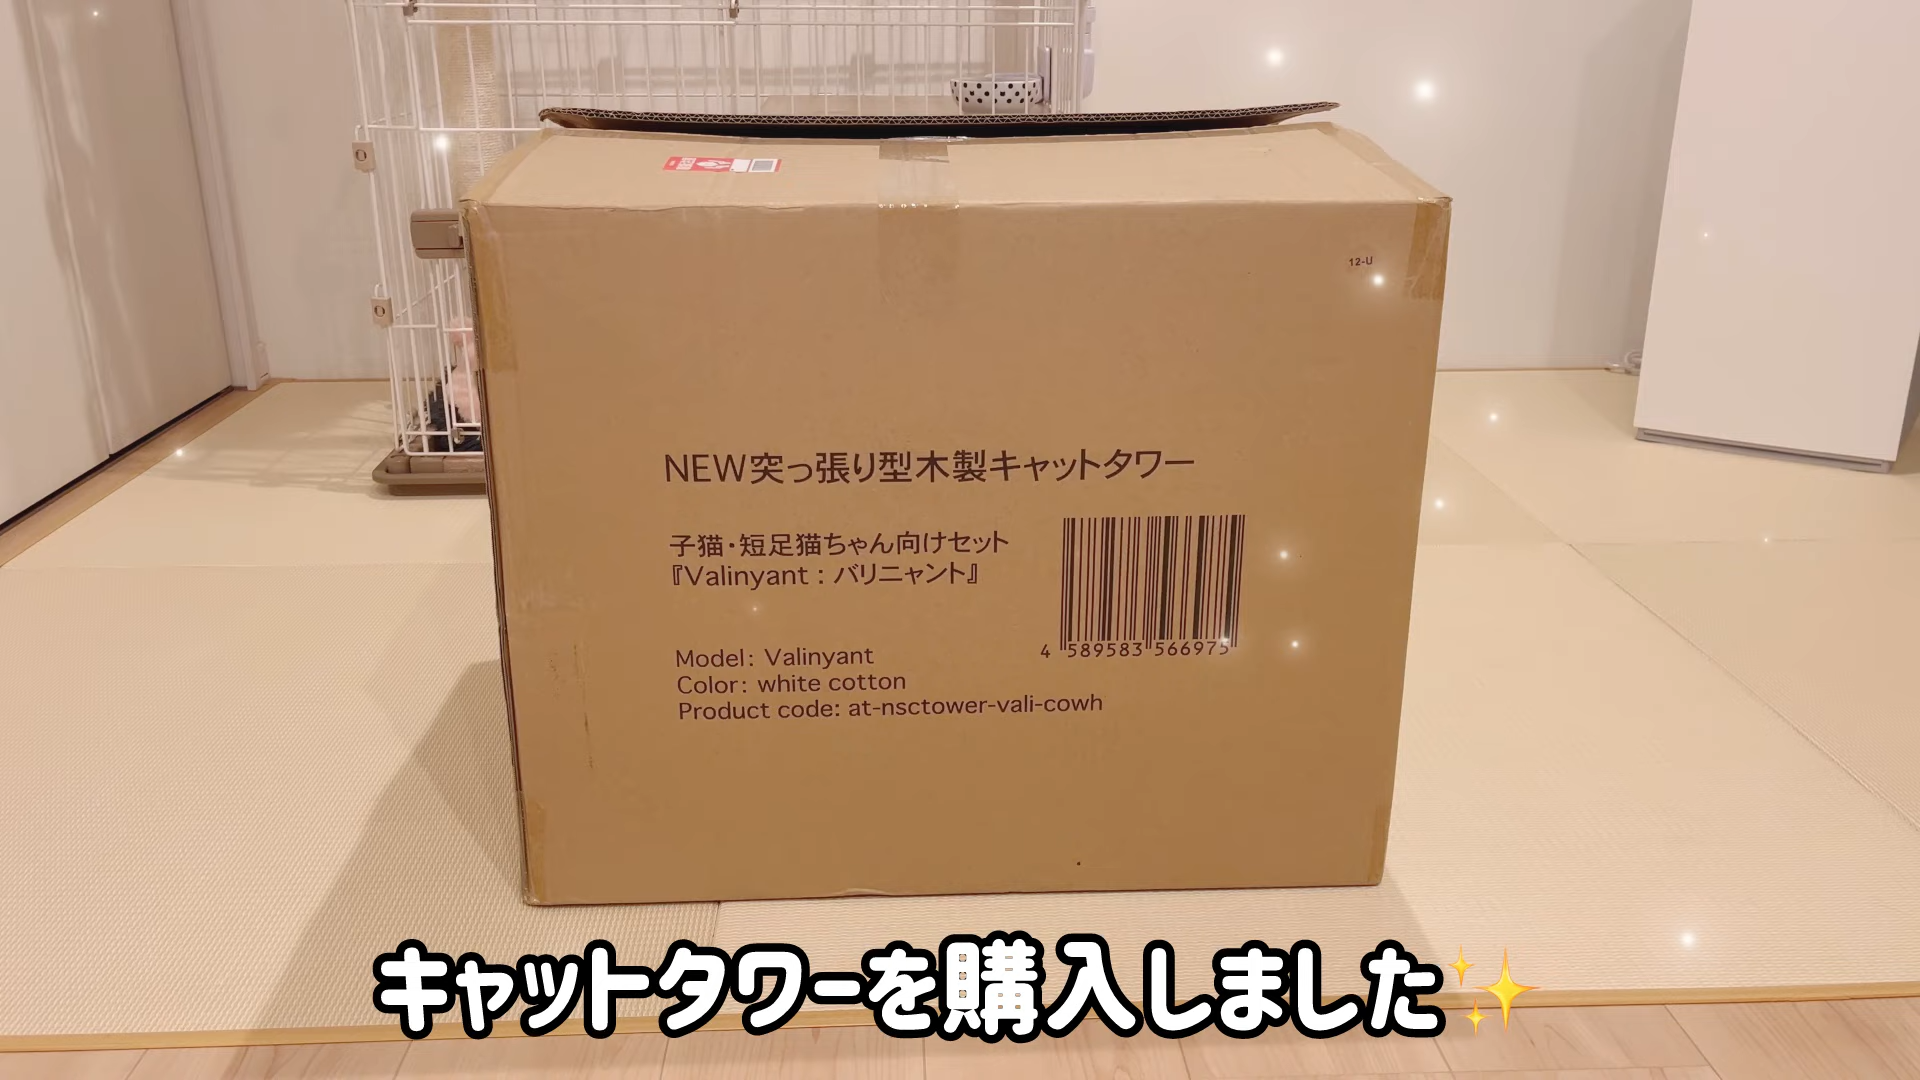 12-U
NEW突っ張り型木製キャットタワー
子猫・短足猫ちゃん向けセット
『Valinyant : バリニャント』
4 589583 566975
Model: Valinyant
Color: white cotton
Product code: at-nsctower-vali-cowh
キャットタワーを購入しました✨